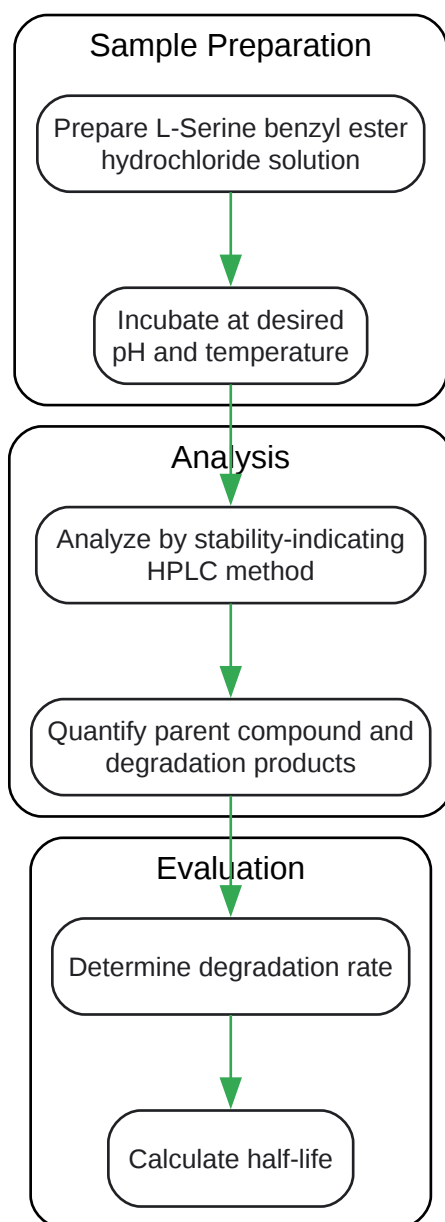 Sample Preparation
Prepare L-Serine benzyl ester
hydrochloride solution
Incubate at desired
pH and temperature
Analysis
Analyze by stability-indicating
HPLC method
Quantify parent compound and
degradation products
Evaluation
Determine degradation rate
Calculate half-life